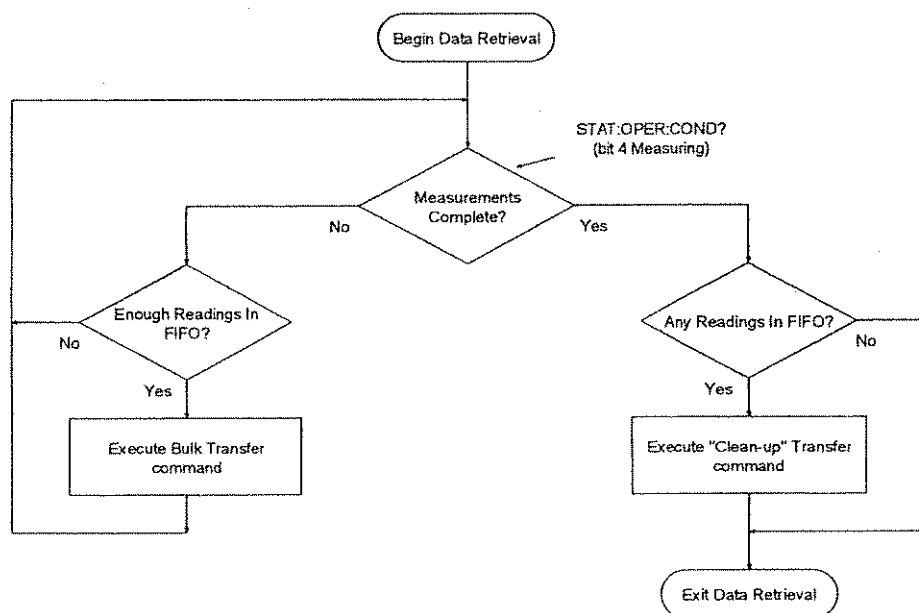 Begin Data Retrieval
STAT:OPER:COND?
(bit 4 Measuring)
Measurements
Complete?
No
Yes
Enough Readings In
FIFO?
No
Yes
Any Readings In FIFO?
No
Yes
Execute Bulk Transfer
command
Execute "Clean-up" Transfer
command
Exit Data Retrieval